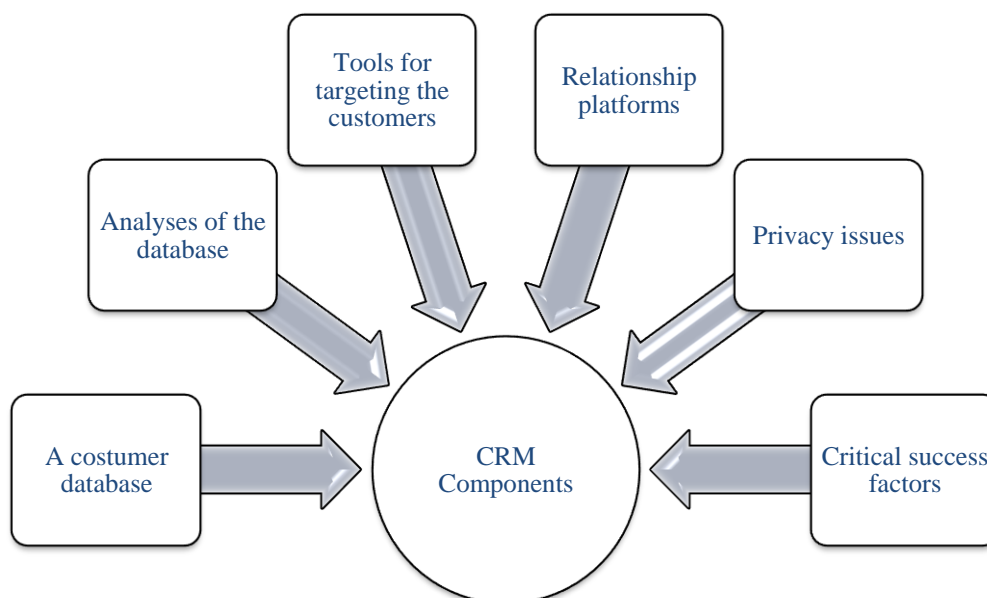 Tools for
targeting the
customers
Relationship
platforms
Analyses of the
database
Privacy issues
A costumer
database
CRM
Components
Critical success
factors